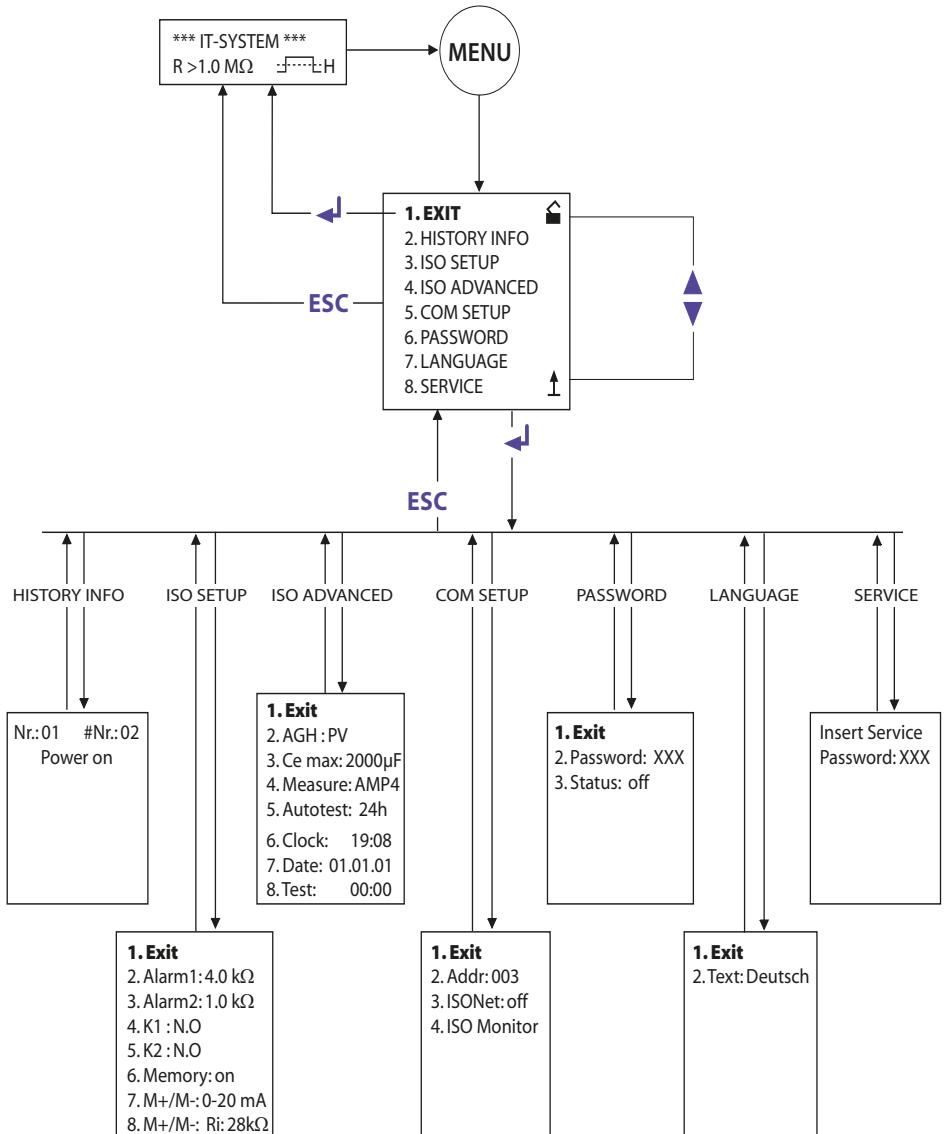 *** IT-SYSTEM ***
R >1.0 MΩ H
MENU
1. EXIT
2. HISTORY INFO
3. ISO SETUP
4. ISO ADVANCED
5. COM SETUP
6. PASSWORD
7. LANGUAGE
8. SERVICE
ESC
ESC
HISTORY INFO ISO SETUP ISO ADVANCED COM SETUP PASSWORD LANGUAGE SERVICE
Nr.: 01 #Nr.: 02
Power on
1. Exit
2. AGH : PV
3. Ce max: 2000µF
4. Measure: AMP4
5. Autotest: 24h
6. Clock: 19:08
7. Date: 01.01.01
8. Test: 00:00
1. Exit
2. Password: XXX
3. Status: off
Insert Service
Password: XXX
1. Exit
2. Alarm1: 4.0 kΩ
3. Alarm2: 1.0 kΩ
4. K1 : N.O
5. K2 : N.O
6. Memory: on
7. M+/M-: 0-20 mA
8. M+/M-: Ri: 28kΩ
1. Exit
2. Addr: 003
3. ISONet: off
4. ISO Monitor
1. Exit
2. Text: Deutsch